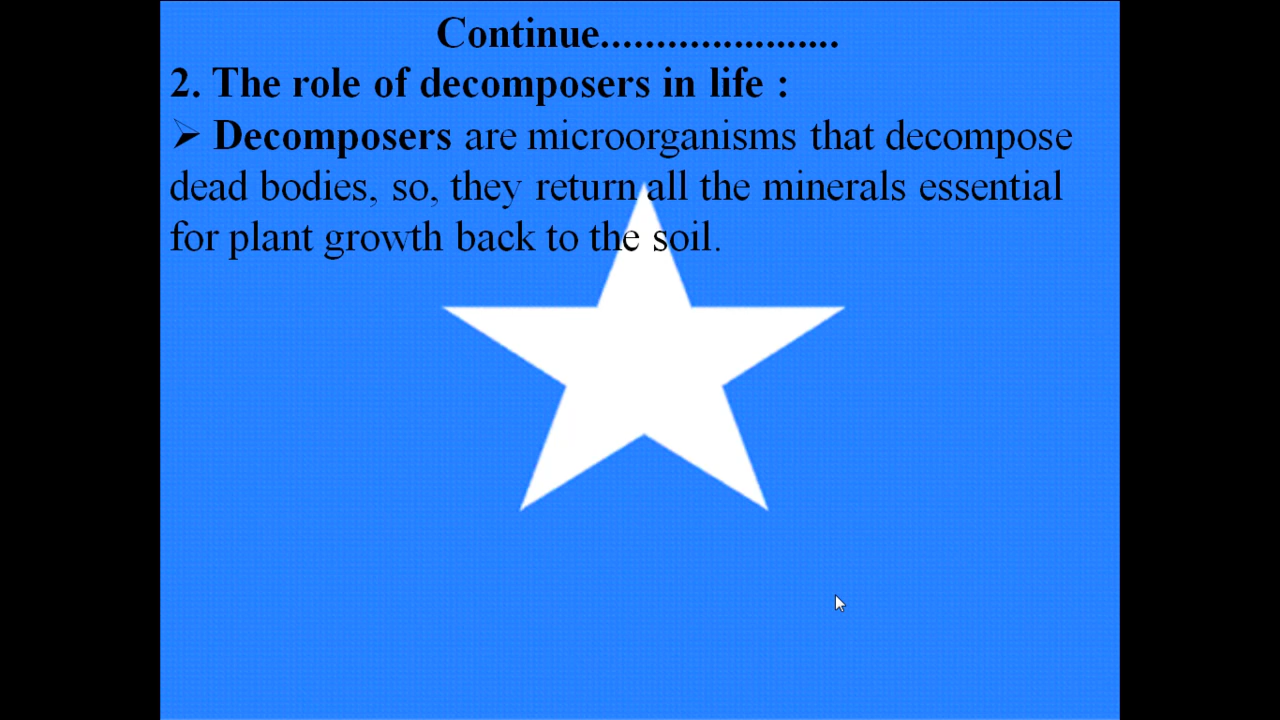 Continue......................
2. The role of decomposers in life :
➢ Decomposers are microorganisms that decompose
dead bodies, so, they return all the minerals essential
for plant growth back to the soil.